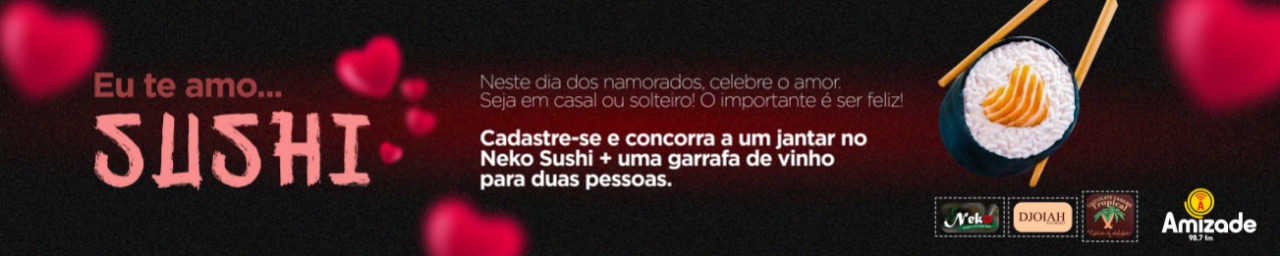 Eu te amo...
SUSHI
Neste dia dos namorados, celebre o amor.
Seja em casal ou solteiro! O importante é ser feliz!
Cadastre-se e concorra a um jantar no
Neko Sushi + uma garrafa de vinho
para duas pessoas.
Neko
DJOIAH
Tropical
Amizade
98.7 fm